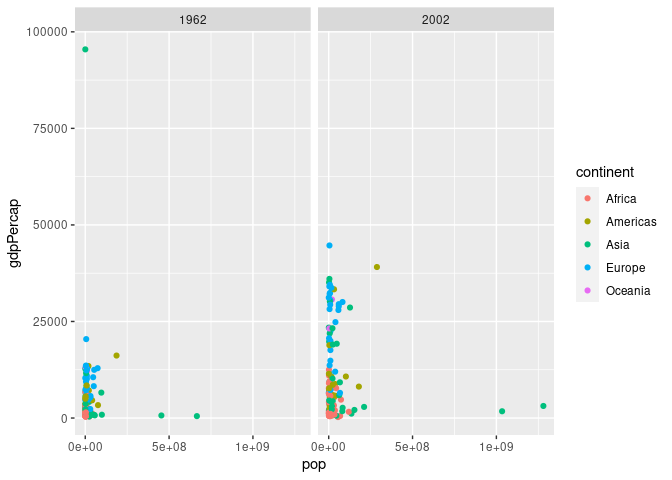 1962 2002
100000
75000
50000
25000
0
gdpPercap
0e+00 5e+08 1e+09 0e+00 5e+08 1e+09
pop
continent
Africa
Americas
Asia
Europe
Oceania